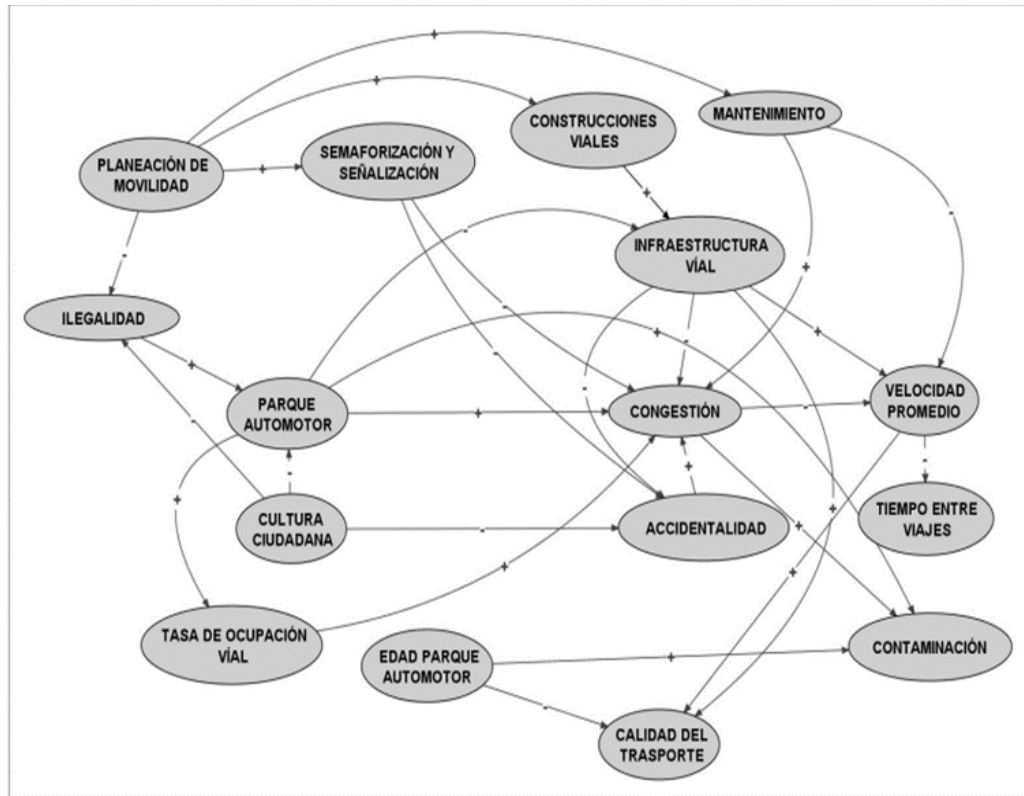 MANTENIMIENTO
CONSTRUCCIONES
VIALES
SEMAFORIZACIÓN Y
SEÑALIZACIÓN
PLANEACIÓN DE
MOVILIDAD
INFRAESTRUCTURA
VÍAL
ILEGALIDAD
PARQUE
AUTOMOTOR
CONGESTIÓN
VELOCIDAD
PROMEDIO
CULTURA
CIUDADANA
ACCIDENTALIDAD
TIEMPO ENTRE
VIAJES
TASA DE OCUPACIÓN
VÍAL
EDAD PARQUE
AUTOMOTOR
CONTAMINACIÓN
CALIDAD DEL
TRASPORTE